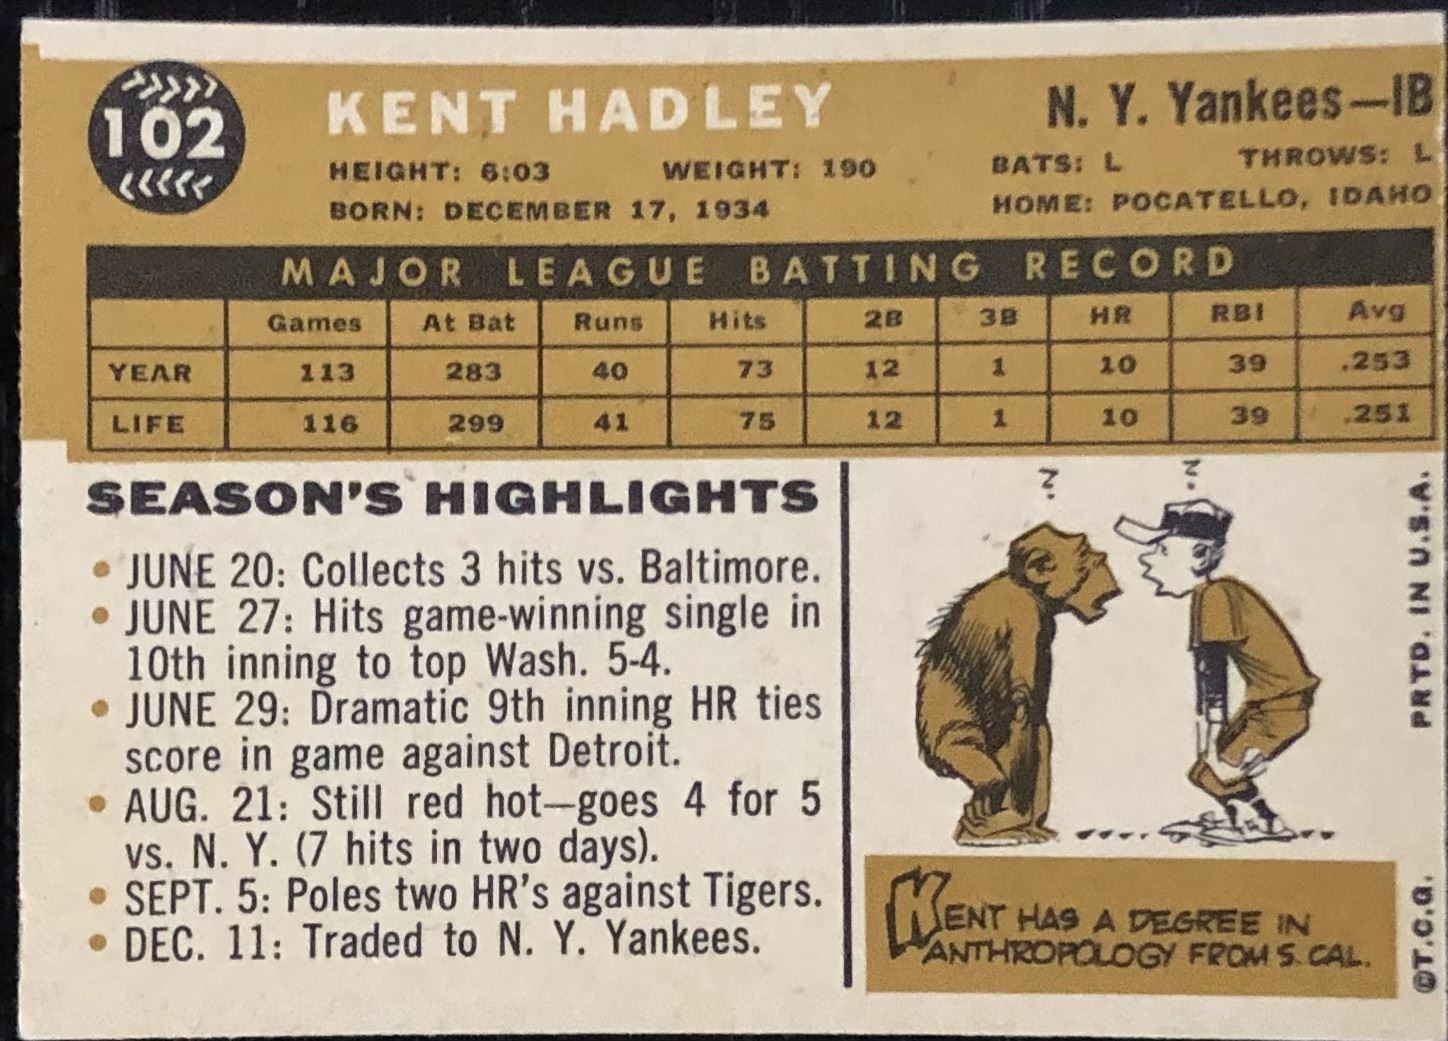 102
KENT HADLEY
N. Y. Yankees—1B
HEIGHT: 6:03 WEIGHT: 190 BATS: L THROWS: L
BORN: DECEMBER 17, 1934 HOME: POCATELLO, IDAHO
MAJOR LEAGUE BATTING RECORD
Games At Bat Runs Hits 2B 3B HR RBI Avg
YEAR 113 283 40 73 12 1 10 39 .253
LIFE 116 299 41 75 12 1 10 39 .251
SEASON'S HIGHLIGHTS
• JUNE 20: Collects 3 hits vs. Baltimore.
• JUNE 27: Hits game-winning single in
10th inning to top Wash. 5-4.
• JUNE 29: Dramatic 9th inning HR ties
score in game against Detroit.
• AUG. 21: Still red hot—goes 4 for 5
vs. N. Y. (7 hits in two days).
• SEPT. 5: Poles two HR's against Tigers.
• DEC. 11: Traded to N. Y. Yankees.
? ?
KENT HAS A DEGREE IN
ANTHROPOLOGY FROM S. CAL.
©T.C.G. PRTD. IN U.S.A.